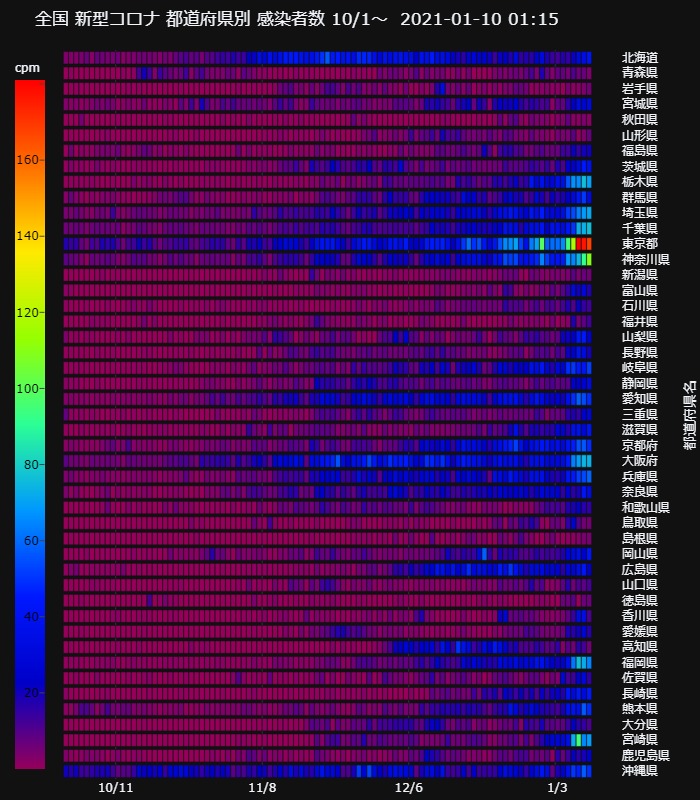 全国 新型コロナ 都道府県別 感染者数 10/1～ 2021-01-10 01:15
cpm
160
140
120
100
80
60
40
20
北海道
青森県
岩手県
宮城県
秋田県
山形県
福島県
茨城県
栃木県
群馬県
埼玉県
千葉県
東京都
神奈川県
新潟県
富山県
石川県
福井県
山梨県
長野県
岐阜県
静岡県
愛知県
三重県
滋賀県
京都府
大阪府
兵庫県
奈良県
和歌山県
鳥取県
島根県
岡山県
広島県
山口県
徳島県
香川県
愛媛県
高知県
福岡県
佐賀県
長崎県
熊本県
大分県
宮崎県
鹿児島県
沖縄県
都道府県名
10/11 11/8 12/6 1/3